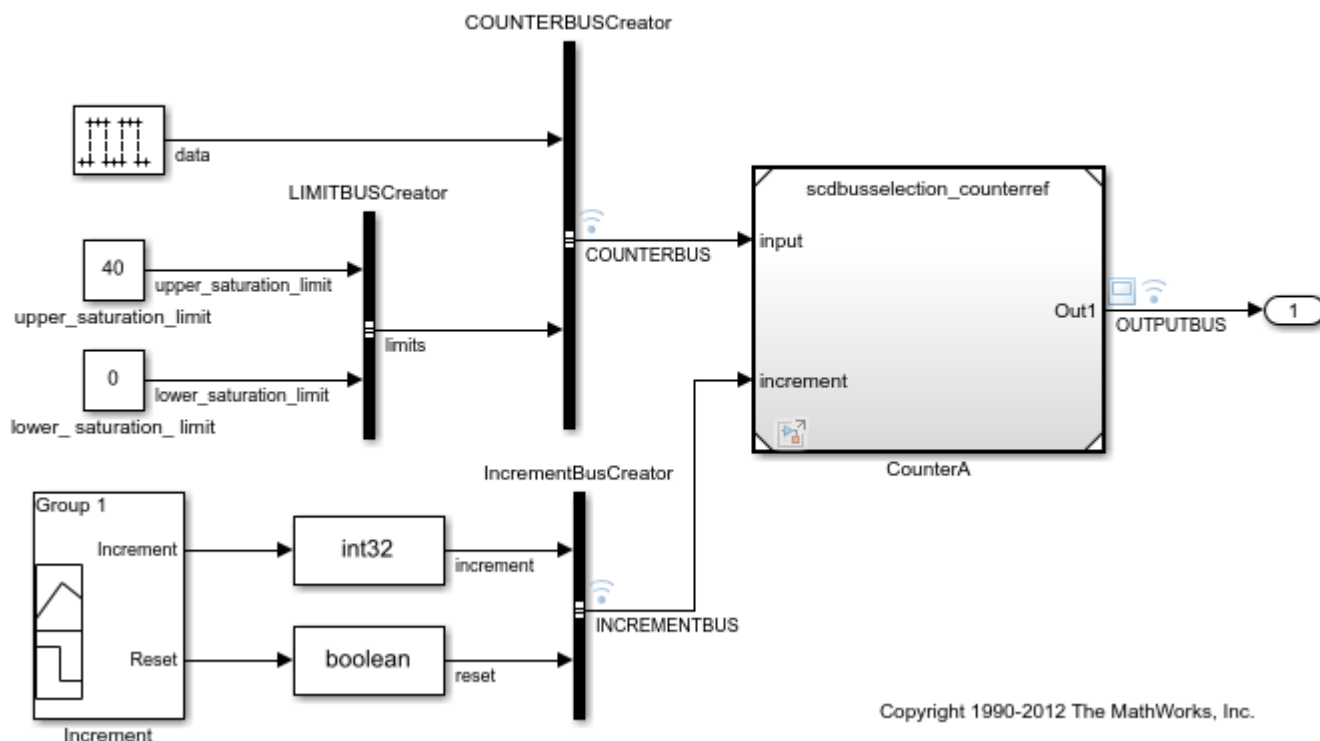 COUNTERBUSCreator
data
LIMITBUSCreator
40
upper_saturation_limit
upper_saturation_limit
limits
0
lower_saturation_limit
lower_ saturation_ limit
COUNTERBUS
scdbusselection_counterref
input
increment
Out1
OUTPUTBUS
1
CounterA
IncrementBusCreator
Group 1
Increment
int32
increment
Reset
boolean
reset
INCREMENTBUS
Increment
Copyright 1990-2012 The MathWorks, Inc.